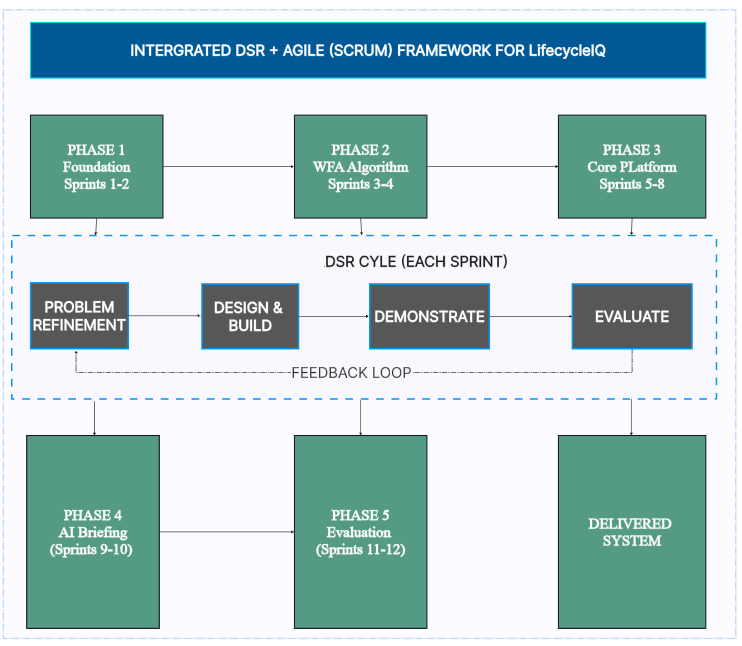 INTERGRATED DSR + AGILE (SCRUM) FRAMEWORK FOR LifecycleIQ
PHASE 1
Foundation
Sprints 1-2
PHASE 2
WFA Algorithm
Sprints 3-4
PHASE 3
Core PLatform
Sprints 5-8
DSR CYLE (EACH SPRINT)
PROBLEM
REFINEMENT
DESIGN &
BUILD
DEMONSTRATE
EVALUATE
FEEDBACK LOOP
PHASE 4
AI Briefing
(Sprints 9-10)
PHASE 5
Evaluation
(Sprints 11-12)
DELIVERED
SYSTEM